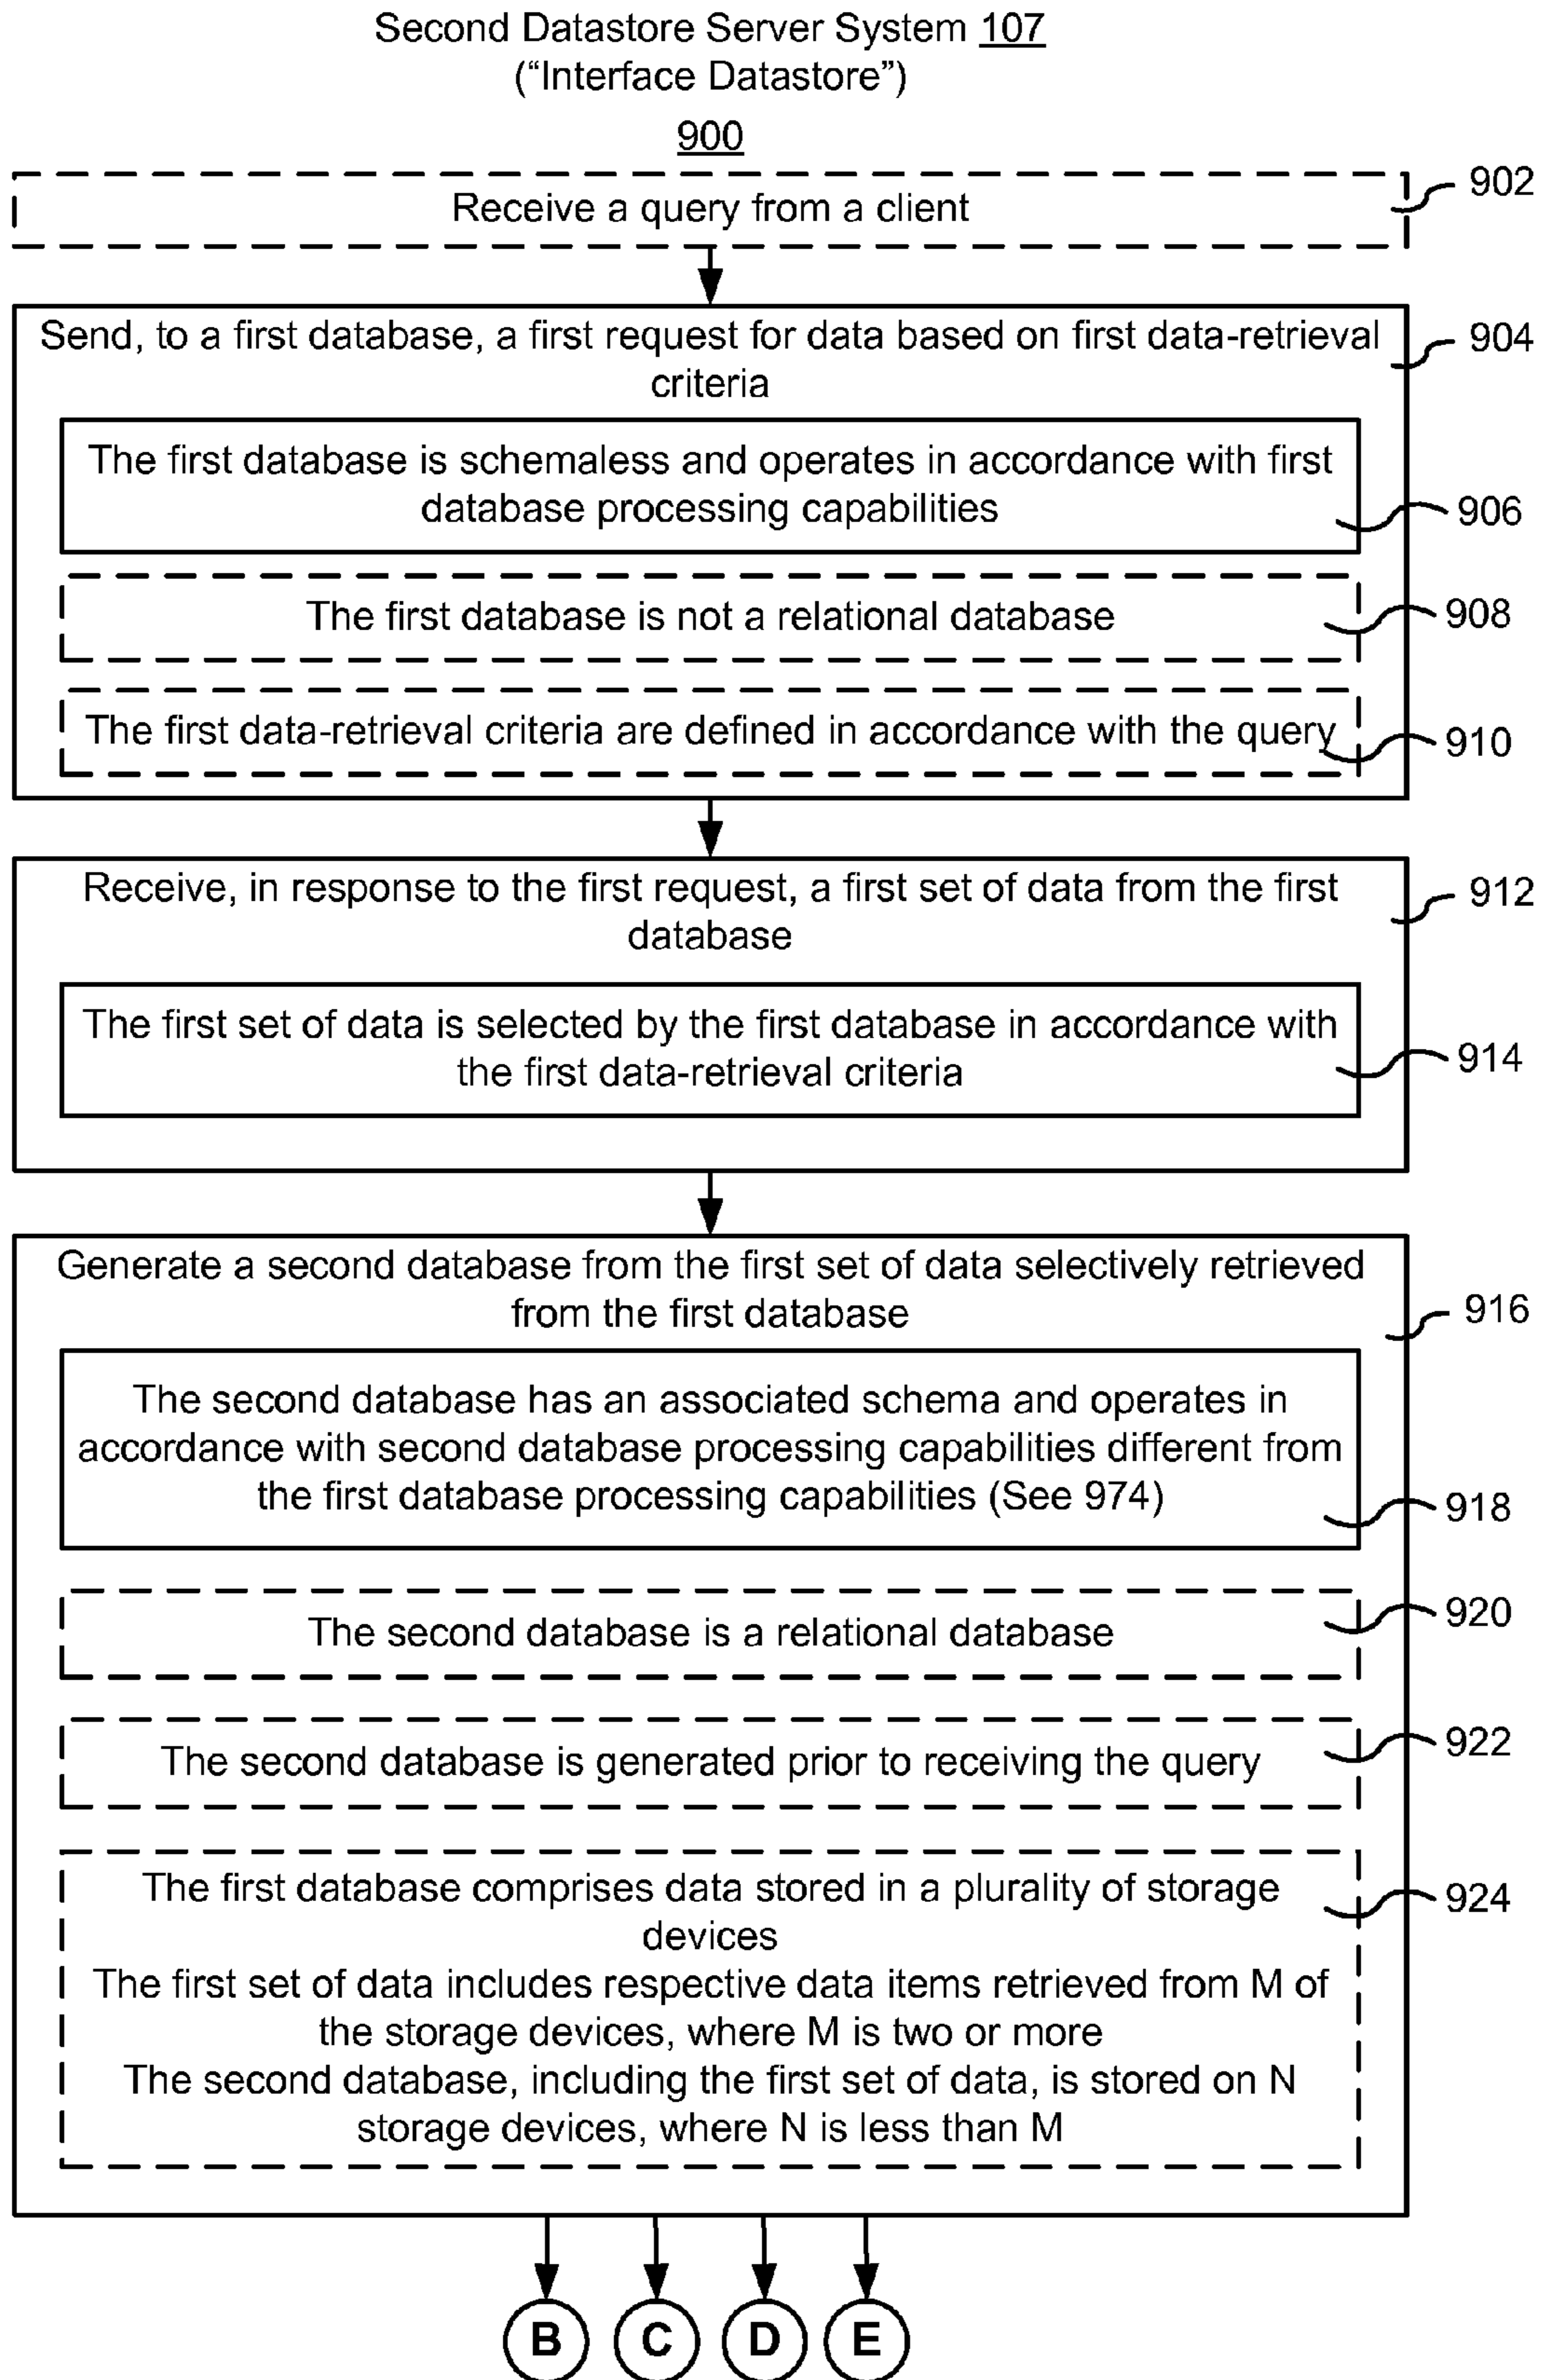 Second Datastore Server System 107
(“Interface Datastore”)
900
Receive a query from a client
902
Send, to a first database, a first request for data based on first data-retrieval
criteria
904
The first database is schemaless and operates in accordance with first
database processing capabilities
906
The first database is not a relational database
908
The first data-retrieval criteria are defined in accordance with the query
910
Receive, in response to the first request, a first set of data from the first
database
912
The first set of data is selected by the first database in accordance with
the first data-retrieval criteria
914
Generate a second database from the first set of data selectively retrieved
from the first database
916
The second database has an associated schema and operates in
accordance with second database processing capabilities different from
the first database processing capabilities (See 974)
918
The second database is a relational database
920
The second database is generated prior to receiving the query
922
The first database comprises data stored in a plurality of storage
devices
The first set of data includes respective data items retrieved from M of
the storage devices, where M is two or more
The second database, including the first set of data, is stored on N
storage devices, where N is less than M
924
B C D E